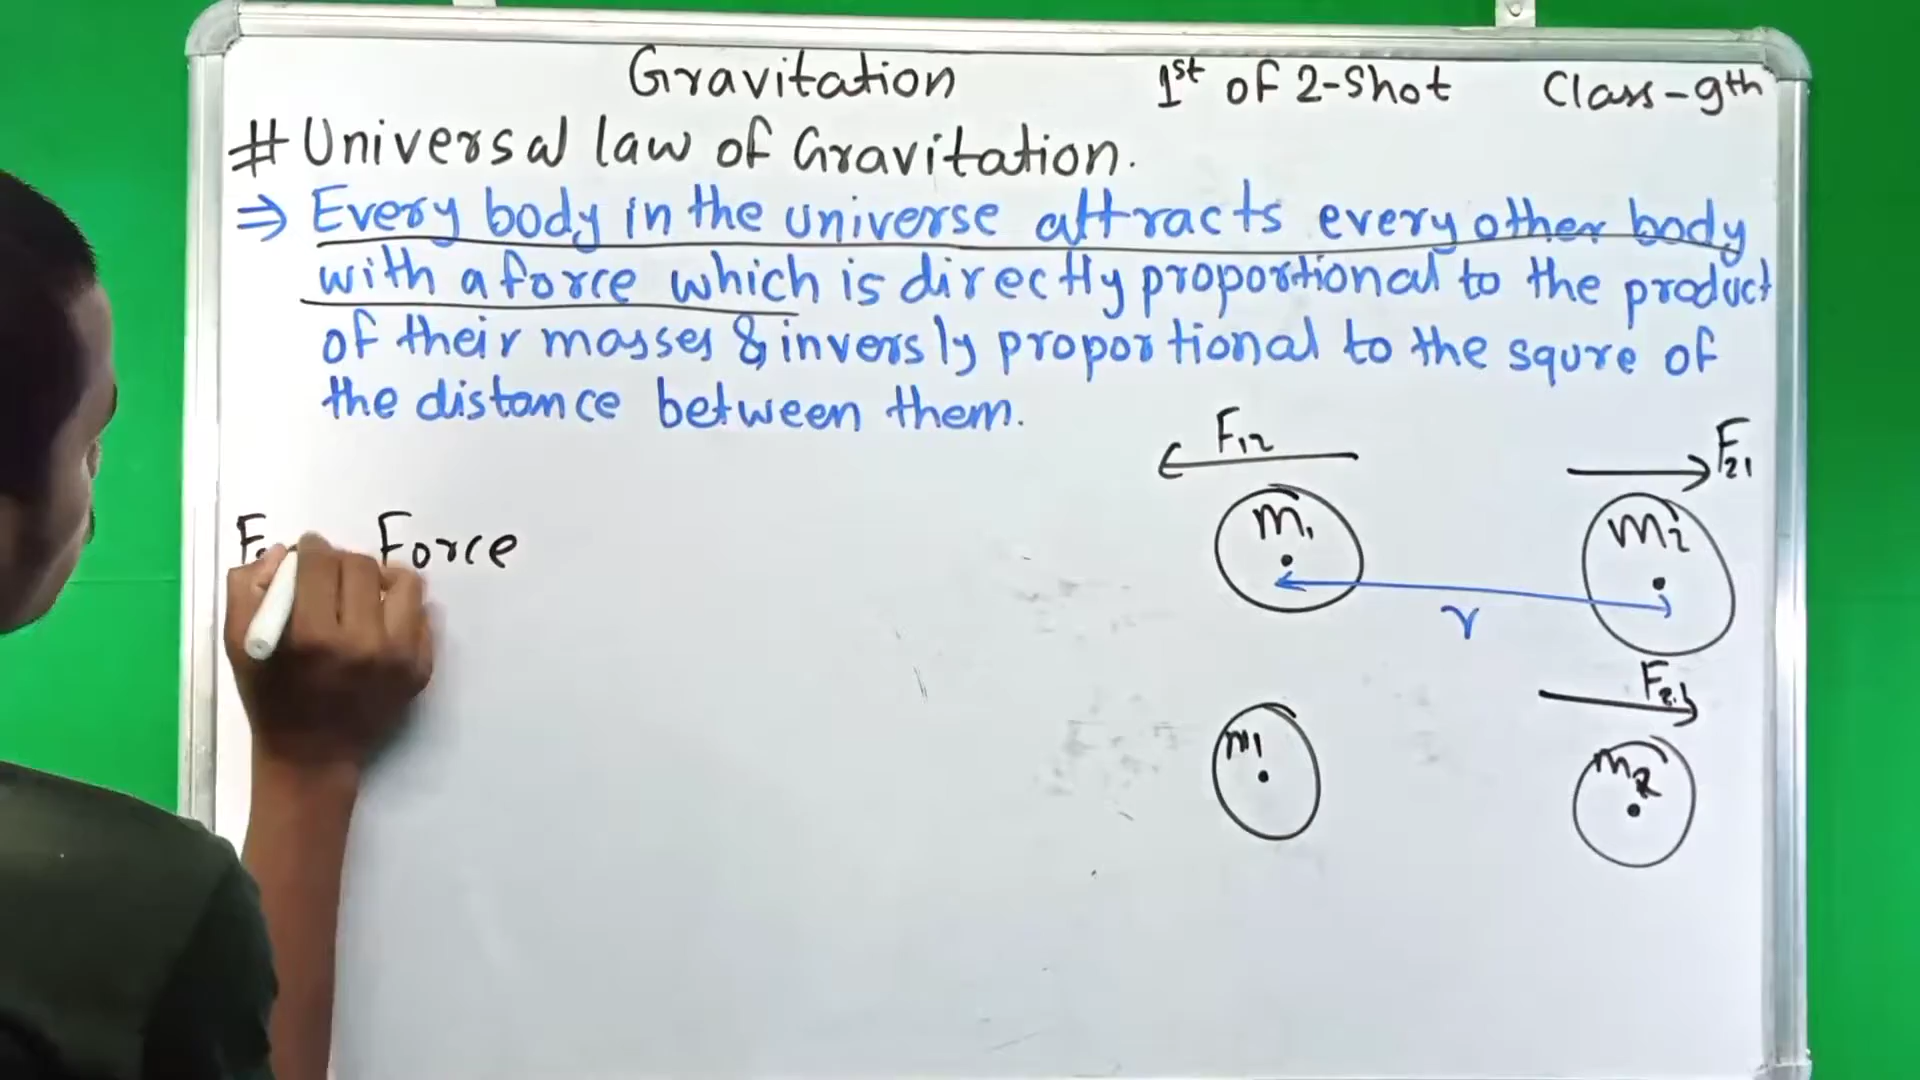 Gravitation 1st of 2-Shot Class-9th
# Universal law of Gravitation.
⇒ Every body in the universe attracts every other body
with a force which is directly proportional to the product
of their masses & inversly proportional to the squre of
the distance between them.
F12 F21
m1 m2
Force
r
F21
m1 m2